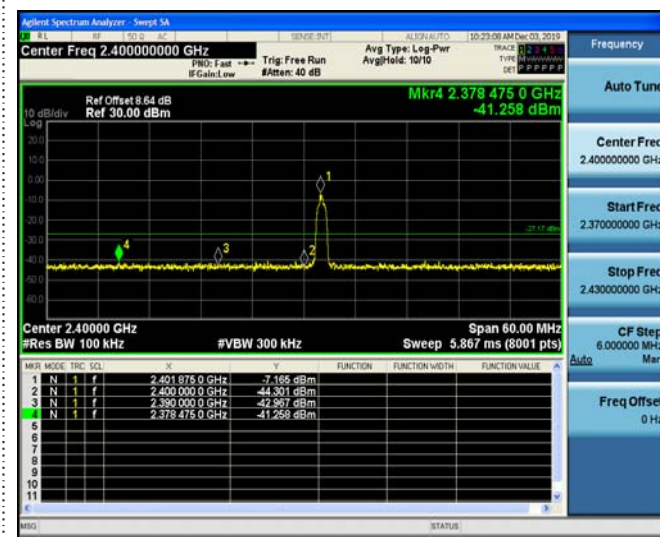 Agilent Spectrum Analyzer - Swept SA
RL RF 50 Ω AC SENSE:INT ALIGN AUTO 10:23:08 AM Dec 03, 2019
Center Freq 2.400000000 GHz
PNO: Fast
IFGain:Low
Trig: Free Run
#Atten: 40 dB
Avg Type: Log-Pwr
Avg|Hold: 10/10
TRACE 1 2 3 4 5 6
TYPE M
DET P P P P P P
Ref Offset 8.64 dB
Ref 30.00 dBm
10 dB/div
Log
Mkr4 2.378 475 0 GHz
-41.258 dBm
20.0
10.0
0.00
-10.0
-20.0
-30.0
-40.0
-50.0
-60.0
1
2
3
4
-27.17 dBm
Center 2.40000 GHz
#Res BW 100 kHz
#VBW 300 kHz
Span 60.00 MHz
Sweep 5.867 ms (8001 pts)
MKR MODE TRC SCL X Y FUNCTION FUNCTION WIDTH FUNCTION VALUE
1 N 1 f 2.401 875 0 GHz -7.165 dBm
2 N 1 f 2.400 000 0 GHz -44.301 dBm
3 N 1 f 2.390 000 0 GHz -42.967 dBm
4 N 1 f 2.378 475 0 GHz -41.258 dBm
5
6
7
8
9
10
11
MSG STATUS
Frequency
Auto Tune
Center Freq
2.400000000 GHz
Start Freq
2.370000000 GHz
Stop Freq
2.430000000 GHz
CF Step
6.000000 MHz
Auto Man
Freq Offset
0 Hz